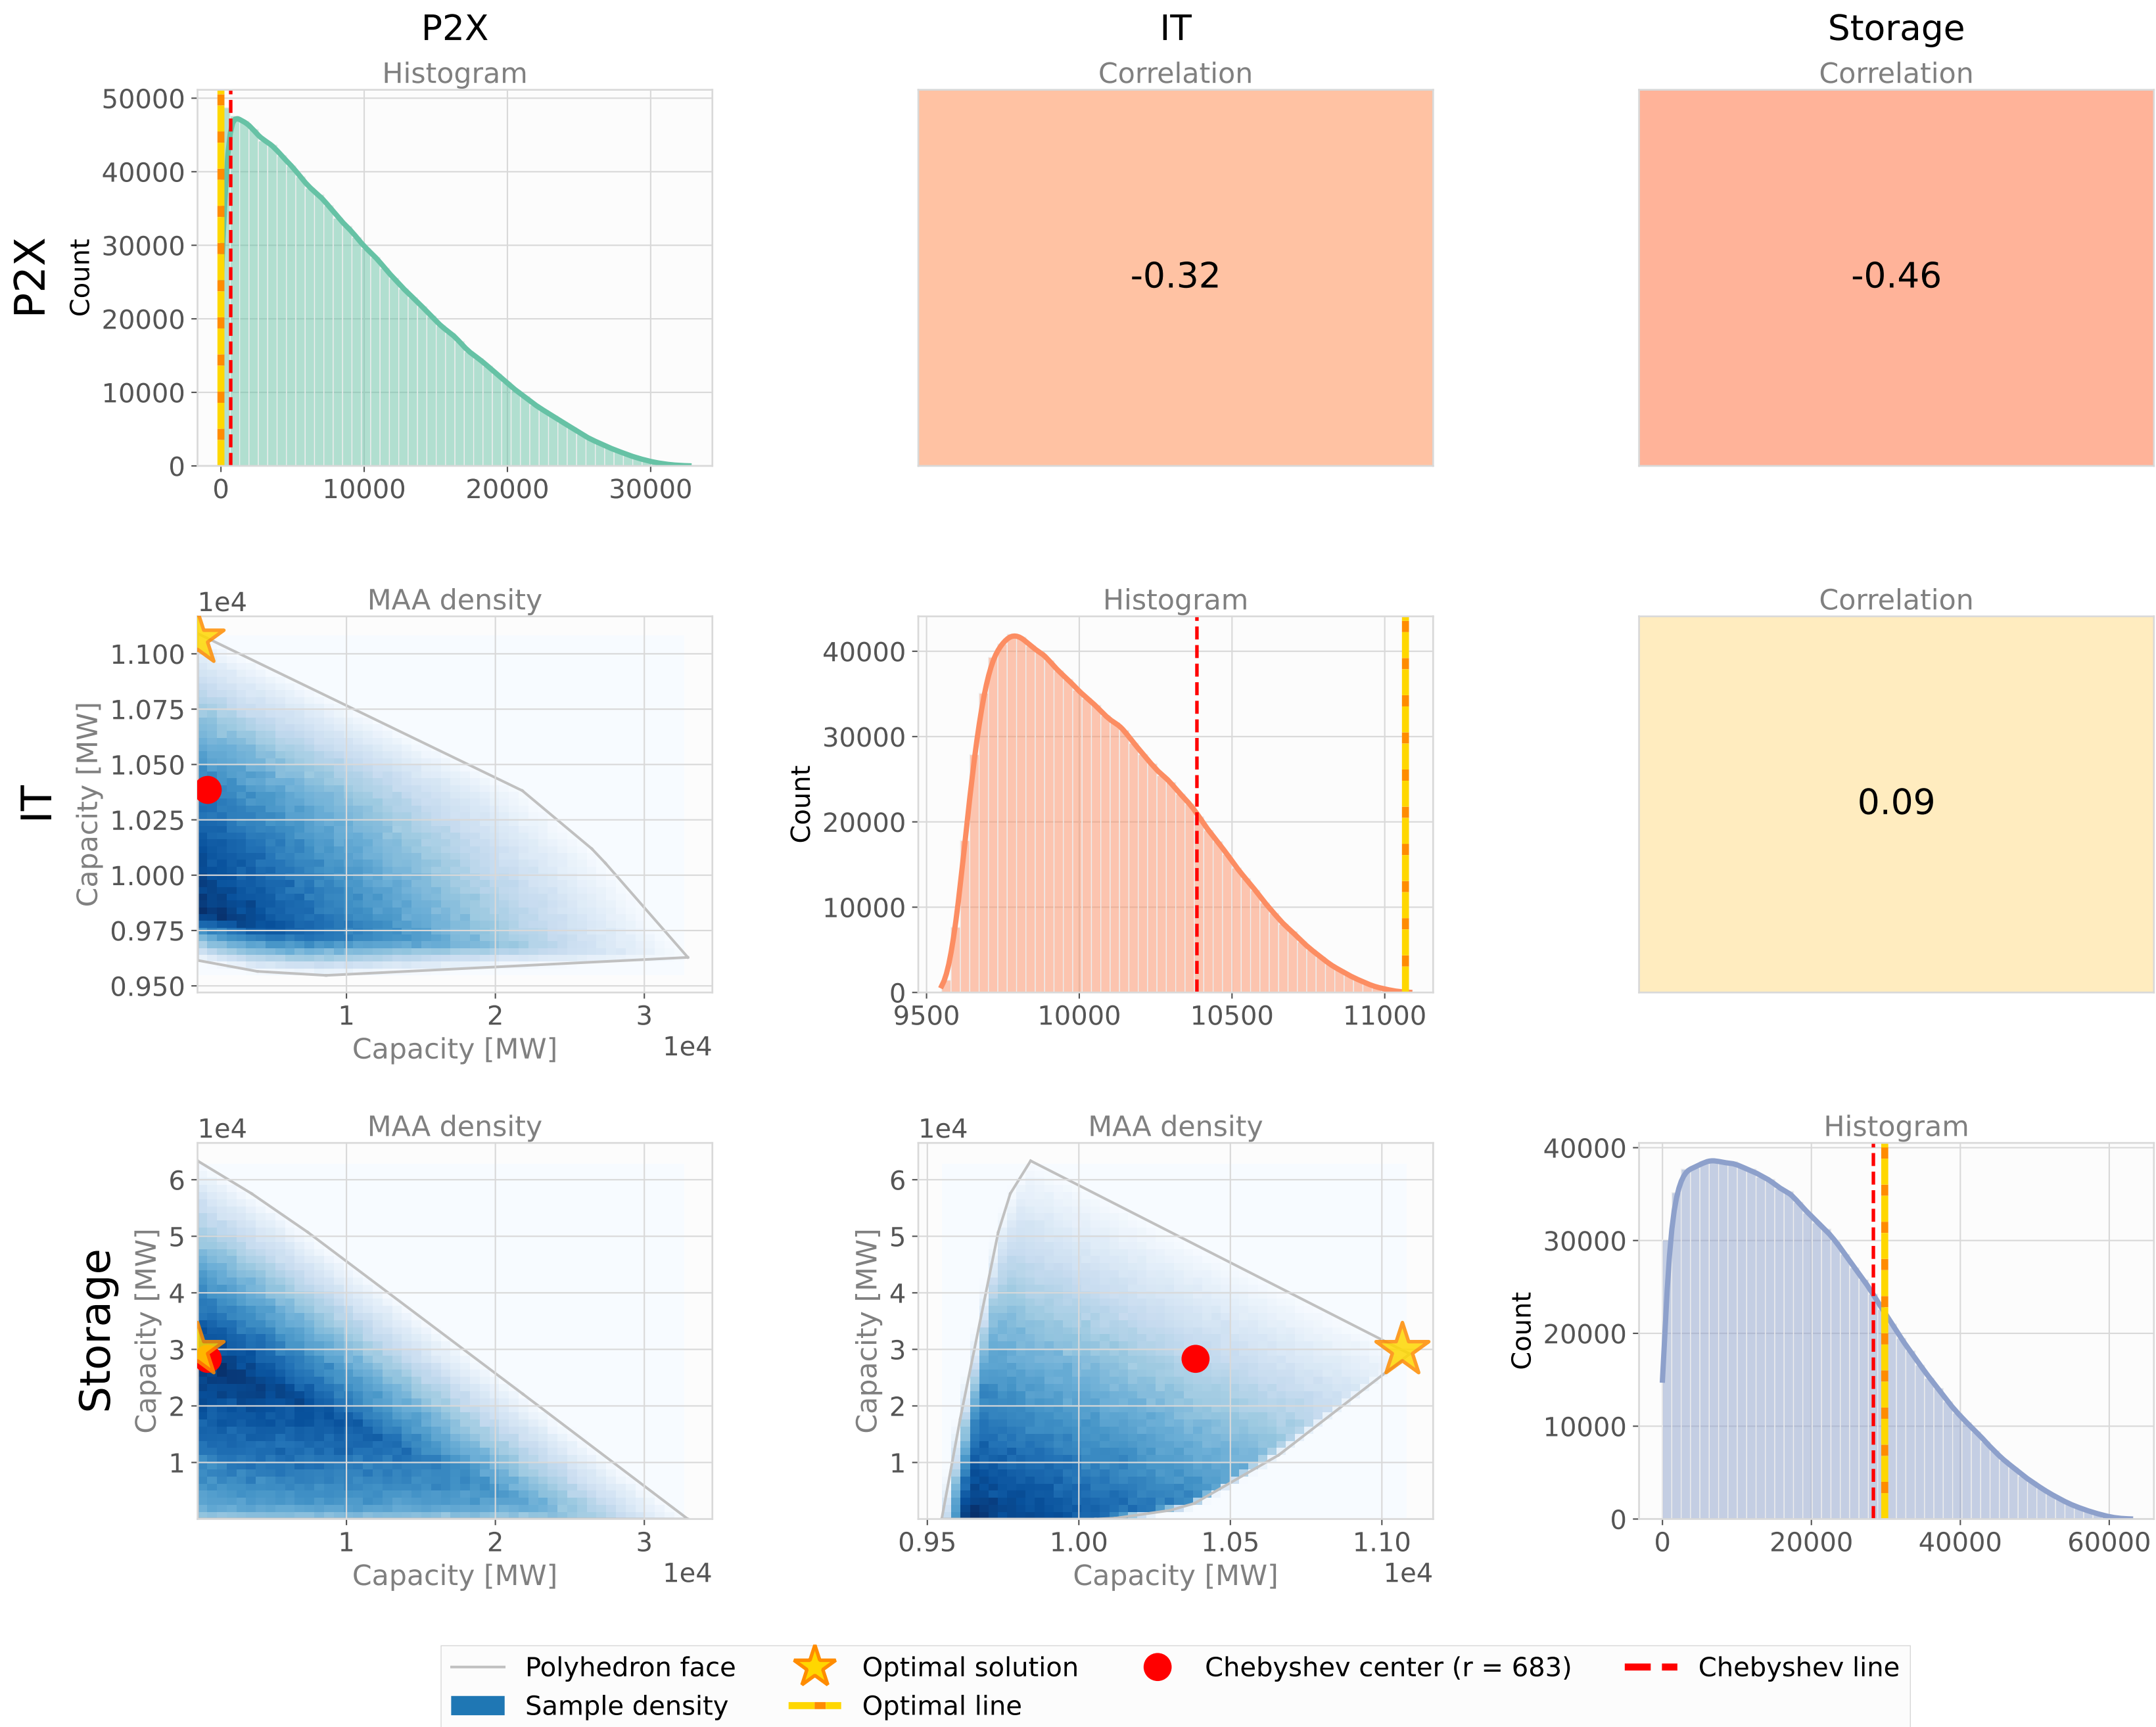 P2X IT Storage
Histogram Correlation Correlation
P2X
Count
50000
40000
30000
20000
10000
0
0 10000 20000 30000
-0.32
-0.46
MAA density Histogram Correlation
IT
1e4
Capacity [MW]
1.100
1.075
1.050
1.025
1.000
0.975
0.950
1 2 3
Capacity [MW] 1e4
Count
40000
30000
20000
10000
0
9500 10000 10500 11000
0.09
MAA density MAA density Histogram
Storage
1e4
Capacity [MW]
6
5
4
3
2
1
1 2 3
Capacity [MW] 1e4
1e4
Capacity [MW]
6
5
4
3
2
1
0.95 1.00 1.05 1.10
Capacity [MW] 1e4
Count
40000
30000
20000
10000
0
0 20000 40000 60000
Polyhedron face Optimal solution Chebyshev center (r = 683) Chebyshev line
Sample density Optimal line